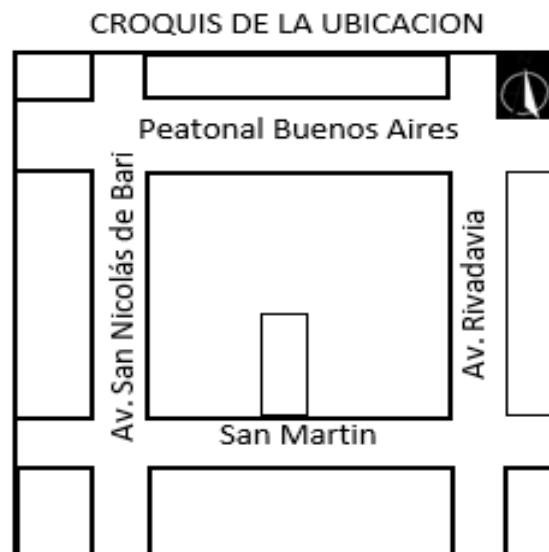 CROQUIS DE LA UBICACION
Peatonal Buenos Aires
Av. San Nicolás de Bari
Av. Rivadavia
San Martin